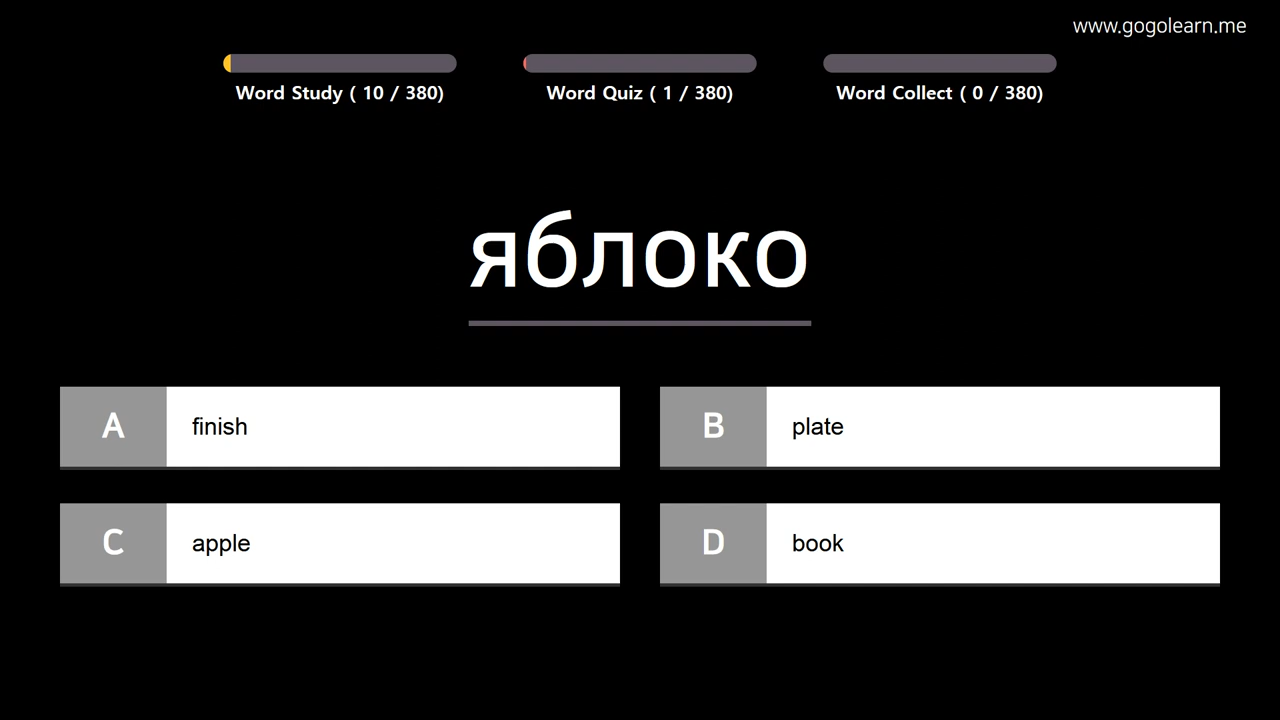 www.gogolearn.me
Word Study ( 10 / 380)
Word Quiz ( 1 / 380)
Word Collect ( 0 / 380)
яблоко
A finish
B plate
C apple
D book